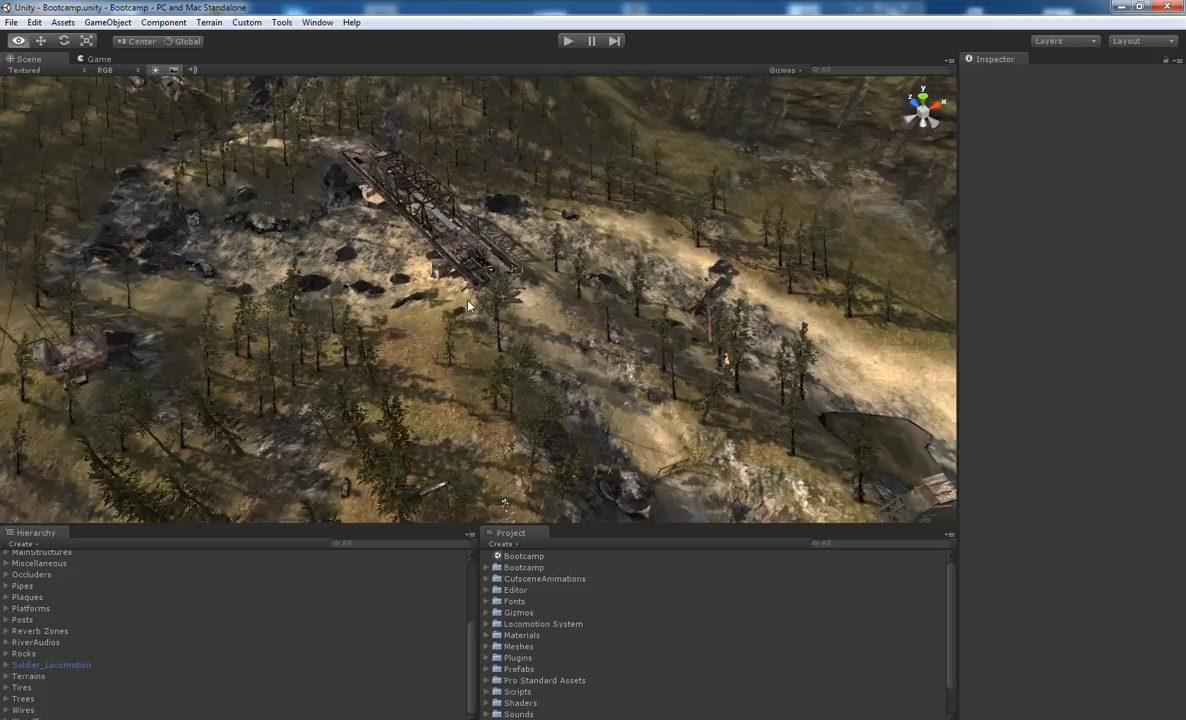 Unity - Bootcamp.unity - Bootcamp - PC and Mac Standalone
File Edit Assets GameObject Component Terrain Custom Tools Window Help
Center Global Layers Layout
Scene Game Inspector
Textured RGB Gizmos All
y
z x
Hierarchy Project
Create All Create All
MainStructures
Miscellaneous
Occluders
Pipes
Plaques
Platforms
Posts
Reverb Zones
RiverAudios
Rocks
Soldier_Locomotion
Terrains
Tires
Trees
Wires
Bootcamp
Bootcamp
CutsceneAnimations
Editor
Fonts
Gizmos
Locomotion System
Materials
Meshes
Plugins
Prefabs
Pro Standard Assets
Scripts
Shaders
Sounds